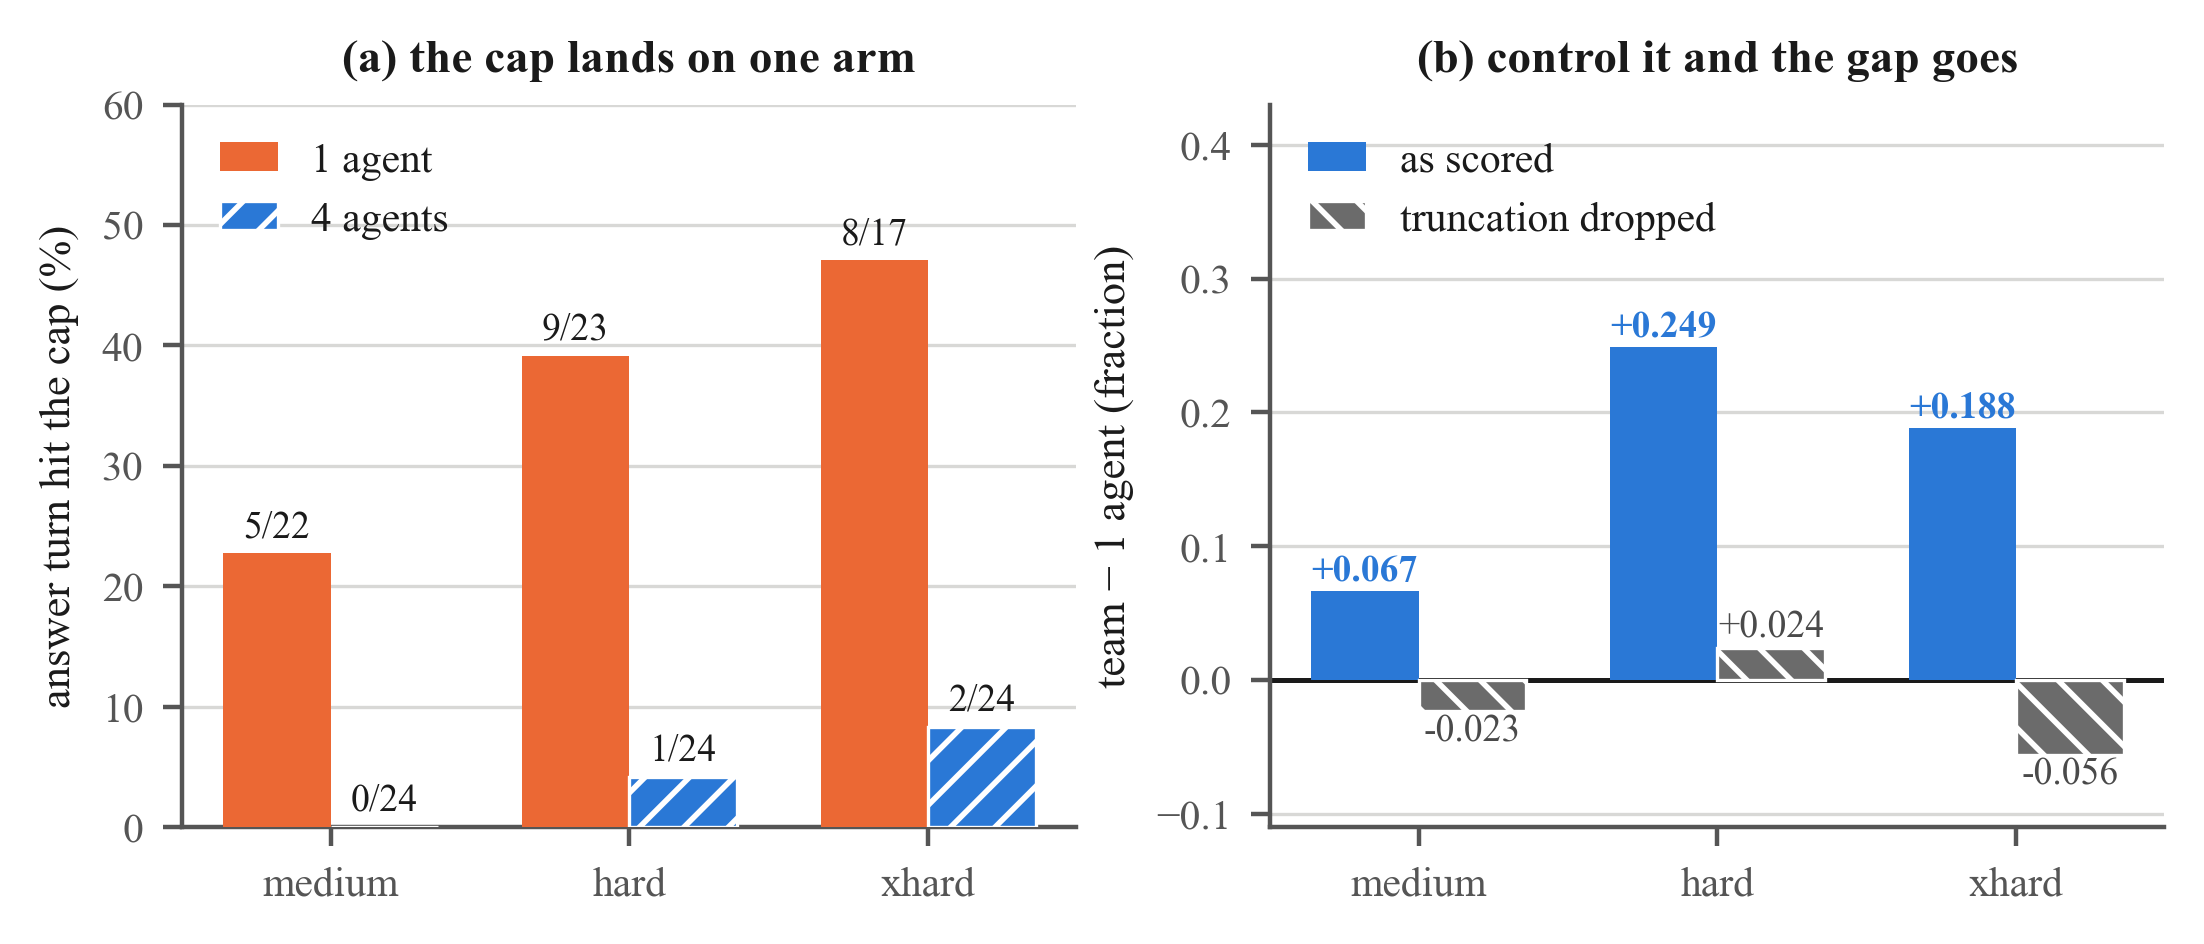 (a) the cap lands on one arm
answer turn hit the cap (%)
60
50
40
30
20
10
0
1 agent
4 agents
5/22
0/24
9/23
1/24
8/17
2/24
medium
hard
xhard
(b) control it and the gap goes
team − 1 agent (fraction)
0.4
0.3
0.2
0.1
0.0
−0.1
as scored
truncation dropped
+0.067
-0.023
+0.249
+0.024
+0.188
-0.056
medium
hard
xhard